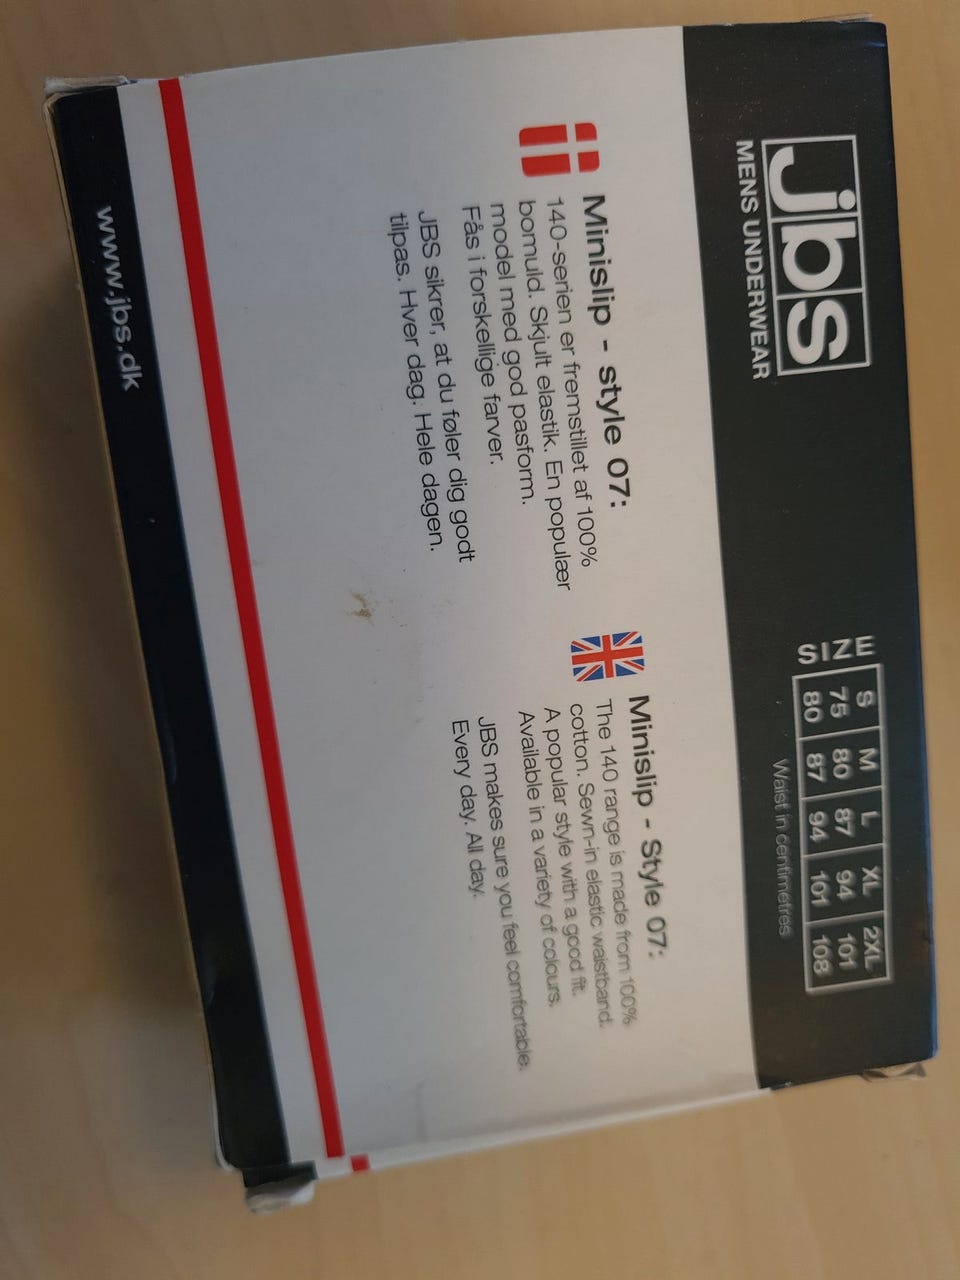 jbs
MENS UNDERWEAR
SIZE
S M L XL 2XL
75 80 87 94 101
80 87 94 101 108
Waist in centimetres
Minislip - style 07:
140-serien er fremstillet af 100%
bomuld. Skjult elastik. En populær
model med god pasform.
Fås i forskellige farver.
JBS sikrer, at du føler dig godt
tilpas. Hver dag. Hele dagen.
Minislip - Style 07:
The 140 range is made from 100%
cotton. Sewn-in elastic waistband.
A popular style with a good fit.
Available in a variety of colours.
JBS makes sure you feel comfortable.
Every day. All day.
www.jbs.dk